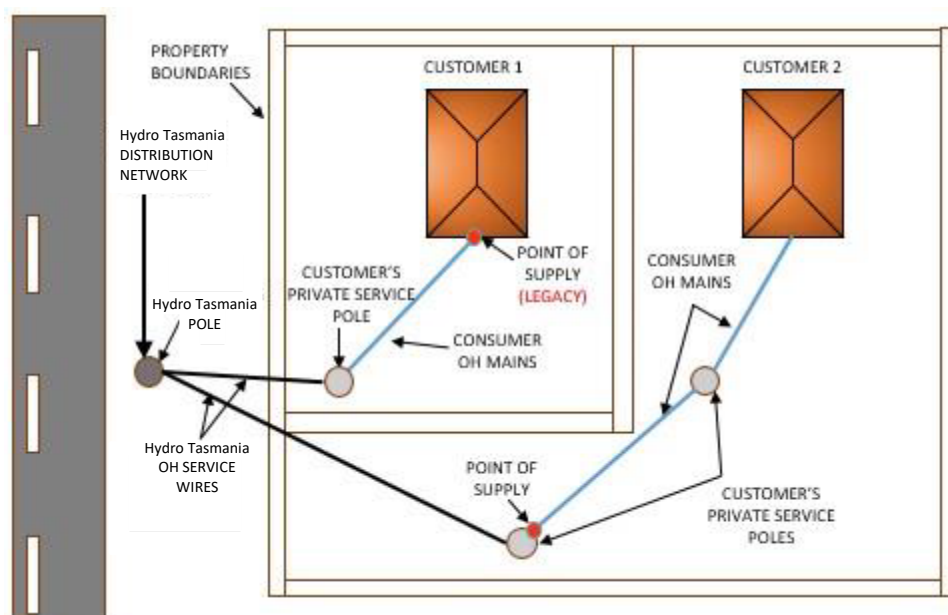 PROPERTY
BOUNDARIES
CUSTOMER 1
CUSTOMER 2
Hydro Tasmania
DISTRIBUTION
NETWORK
POINT OF
SUPPLY
(LEGACY)
CONSUMER
OH MAINS
CUSTOMER'S
PRIVATE SERVICE
POLE
Hydro Tasmania
POLE
CONSUMER
OH MAINS
Hydro Tasmania
OH SERVICE
WIRES
POINT OF
SUPPLY
CUSTOMER'S
PRIVATE SERVICE
POLES